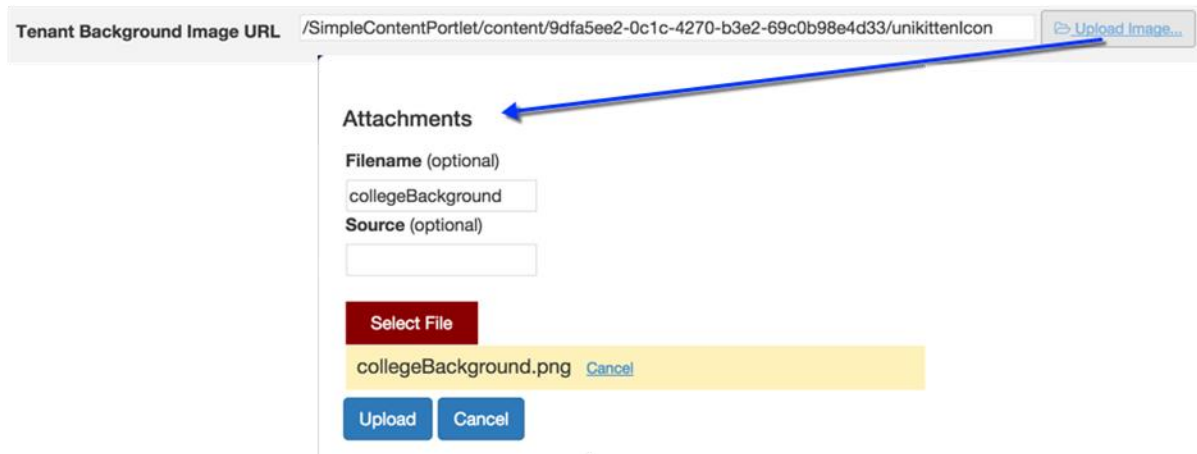 Tenant Background Image URL /SimpleContentPortlet/content/9dfa5ee2-0c1c-4270-b3e2-69c0b98e4d33/unikittenIcon Upload Image...
Attachments
Filename (optional)
collegeBackground
Source (optional)
Select File
collegeBackground.png Cancel
Upload Cancel